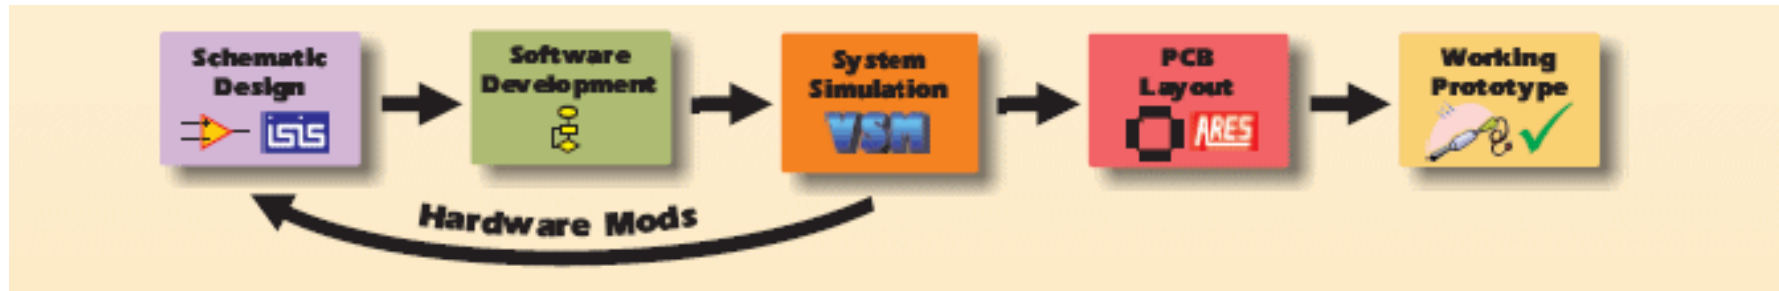 Schematic
Design
isis
Software
Development
System
Simulation
VSM
PCB
Layout
ARES
Working
Prototype
Hardware Mods